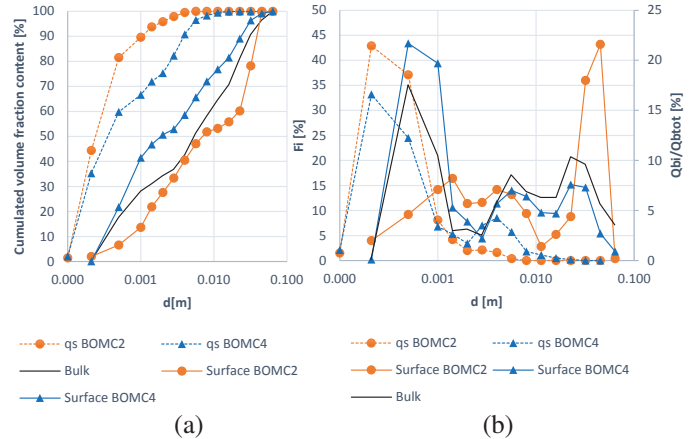 Cumulated volume fraction content [%]
100
90
80
70
60
50
40
30
20
10
0
0.000
0.001
0.010
0.100
d[m]
qs BOMC2
qs BOMC4
Bulk
Surface BOMC2
Surface BOMC4
(a)
Fi [%]
50
45
40
35
30
25
20
15
10
5
0
25
20
15
10
5
0
Qbi/Qbtot [%]
0.000
0.001
0.010
0.100
d [m]
qs BOMC2
qs BOMC4
Surface BOMC2
Surface BOMC4
Bulk
(b)